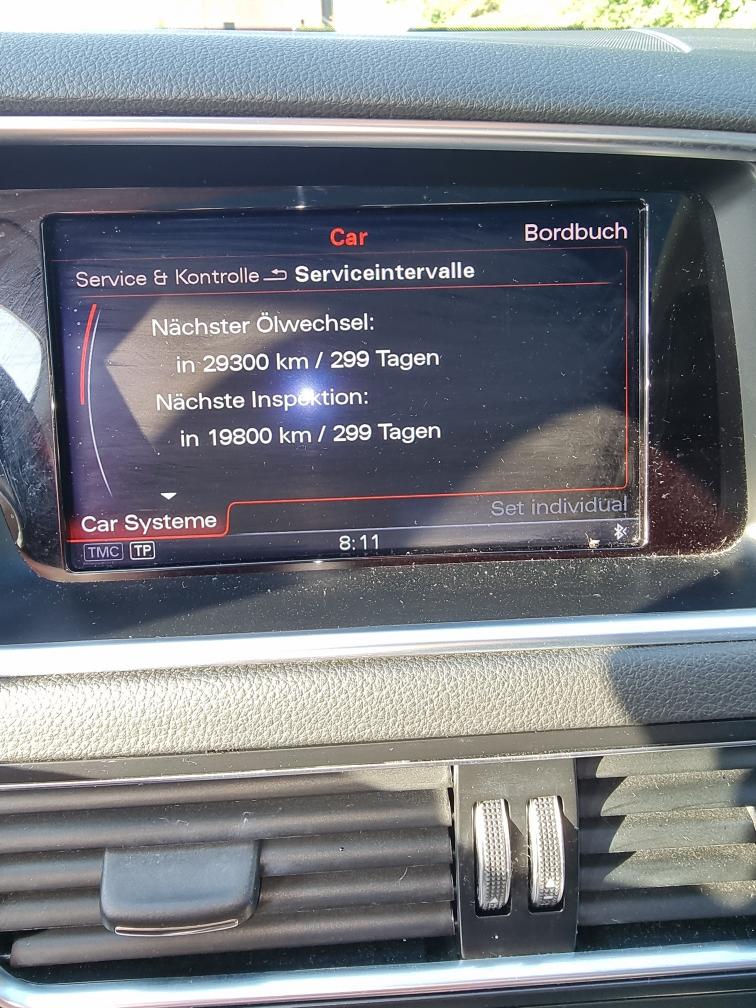 Car
Bordbuch
Service & Kontrolle Serviceintervalle
Nächster Ölwechsel:
in 29300 km / 299 Tagen
Nächste Inspektion:
in 19800 km / 299 Tagen
Set individual
Car Systeme
TMC TP
8:11